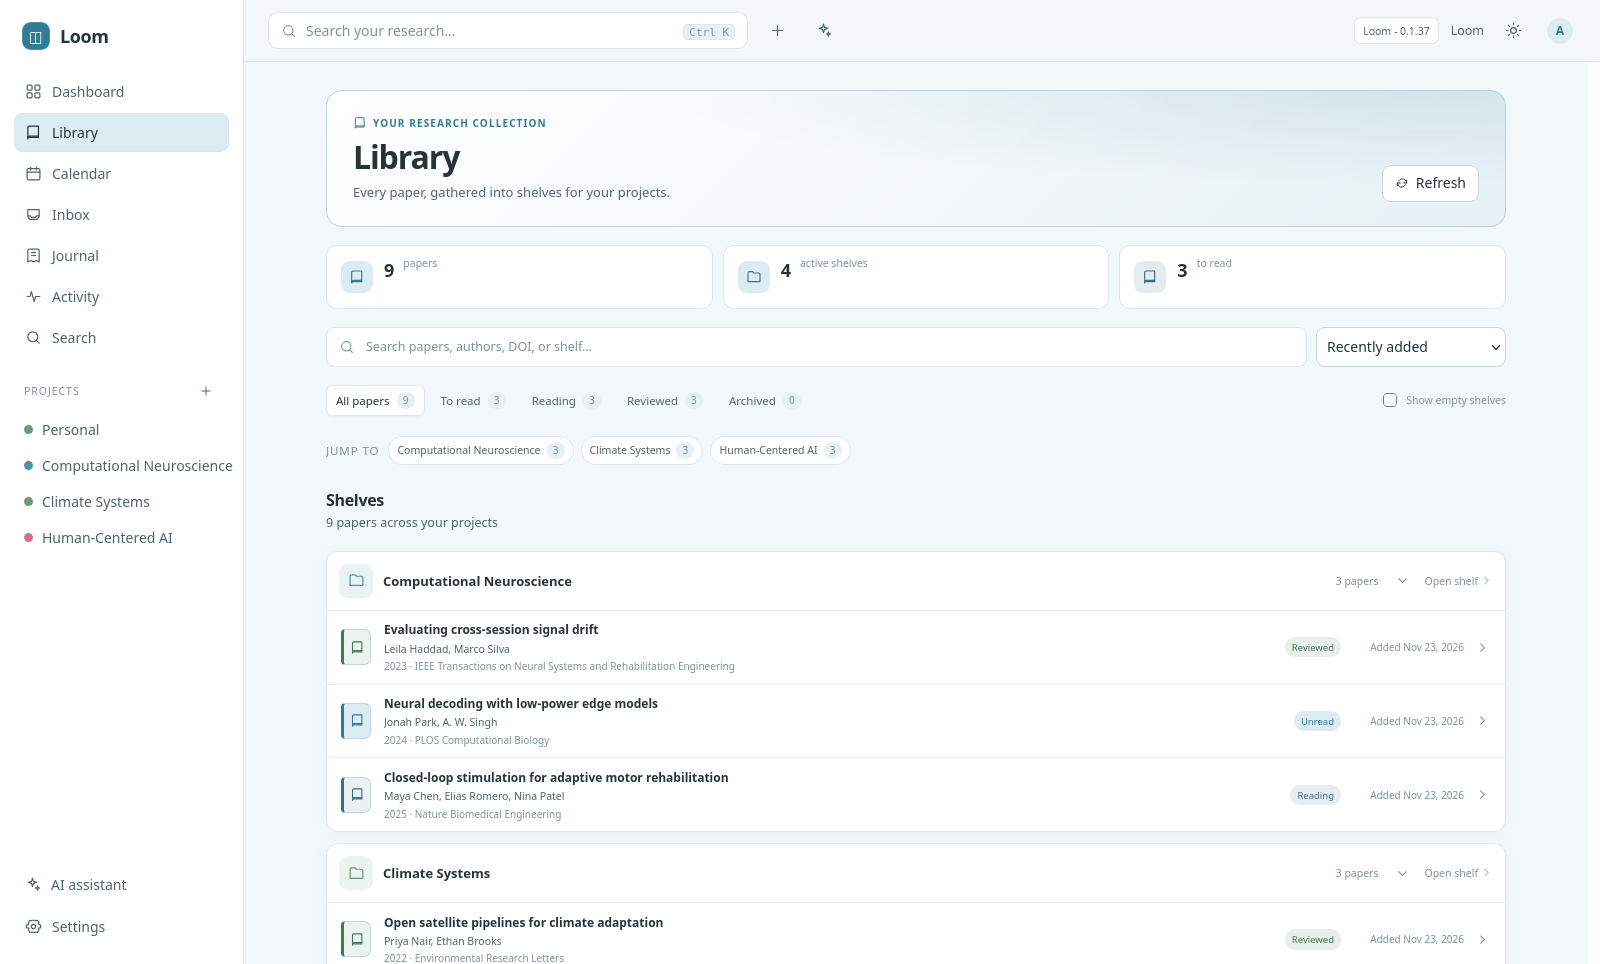 Loom
Search your research...
Ctrl K
Loom - 0.1.37
Loom
A
Dashboard
Library
Calendar
Inbox
Journal
Activity
Search
PROJECTS
Personal
Computational Neuroscience
Climate Systems
Human-Centered AI
AI assistant
Settings
YOUR RESEARCH COLLECTION
Library
Every paper, gathered into shelves for your projects.
Refresh
9 papers
4 active shelves
3 to read
Search papers, authors, DOI, or shelf...
Recently added
All papers 9
To read 3
Reading 3
Reviewed 3
Archived 0
Show empty shelves
JUMP TO
Computational Neuroscience 3
Climate Systems 3
Human-Centered AI 3
Shelves
9 papers across your projects
Computational Neuroscience
3 papers
Open shelf
Evaluating cross-session signal drift
Leila Haddad, Marco Silva
2023 · IEEE Transactions on Neural Systems and Rehabilitation Engineering
Reviewed
Added Nov 23, 2026
Neural decoding with low-power edge models
Jonah Park, A. W. Singh
2024 · PLOS Computational Biology
Unread
Added Nov 23, 2026
Closed-loop stimulation for adaptive motor rehabilitation
Maya Chen, Elias Romero, Nina Patel
2025 · Nature Biomedical Engineering
Reading
Added Nov 23, 2026
Climate Systems
3 papers
Open shelf
Open satellite pipelines for climate adaptation
Priya Nair, Ethan Brooks
2022 · Environmental Research Letters
Reviewed
Added Nov 23, 2026